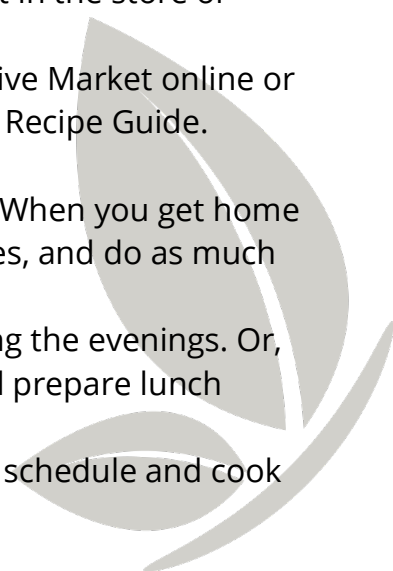 t in the store or
ive Market online or
Recipe Guide.
When you get home
es, and do as much
ng the evenings. Or,
l prepare lunch
schedule and cook